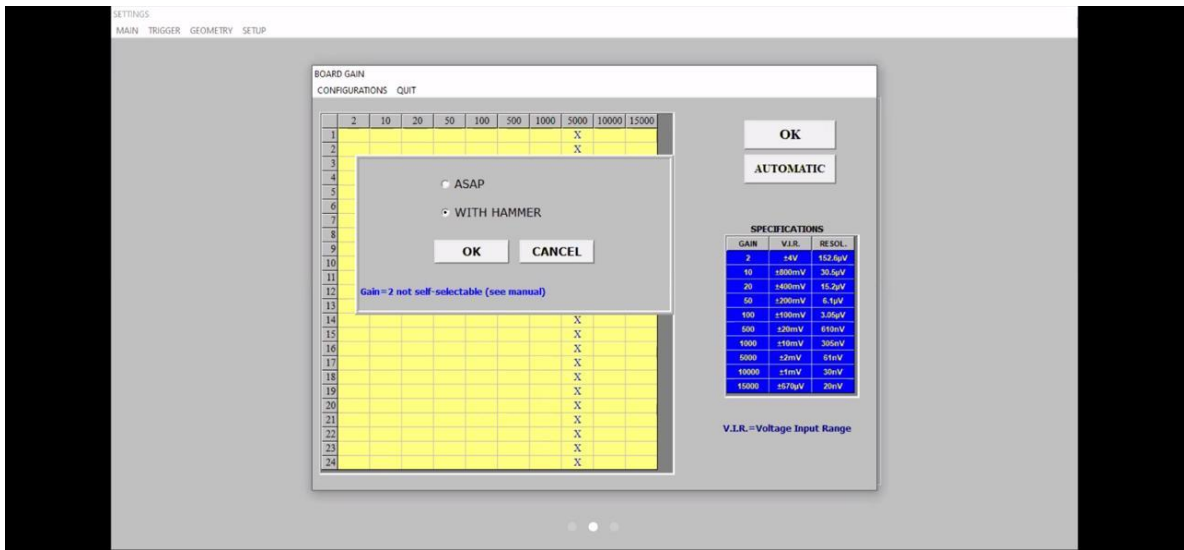 SETTINGS
MAIN TRIGGER GEOMETRY SETUP
BOARD GAIN
CONFIGURATIONS QUIT
2 10 20 50 100 500 1000 5000 10000 15000
1 X
2 X
3
4
5
6
7
8
9
10
11
12
13
14 X
15 X
16 X
17 X
18 X
19 X
20 X
21 X
22 X
23 X
24 X
ASAP
WITH HAMMER
OK CANCEL
Gain=2 not self-selectable (see manual)
OK
AUTOMATIC
SPECIFICATIONS
GAIN V.I.R. RESOL.
2 ±4V 152.6µV
10 ±800mV 30.5µV
20 ±400mV 15.2µV
50 ±200mV 6.1µV
100 ±100mV 3.05µV
500 ±20mV 610nV
1000 ±10mV 305nV
5000 ±2mV 61nV
10000 ±1mV 30nV
15000 ±670µV 20nV
V.I.R.=Voltage Input Range